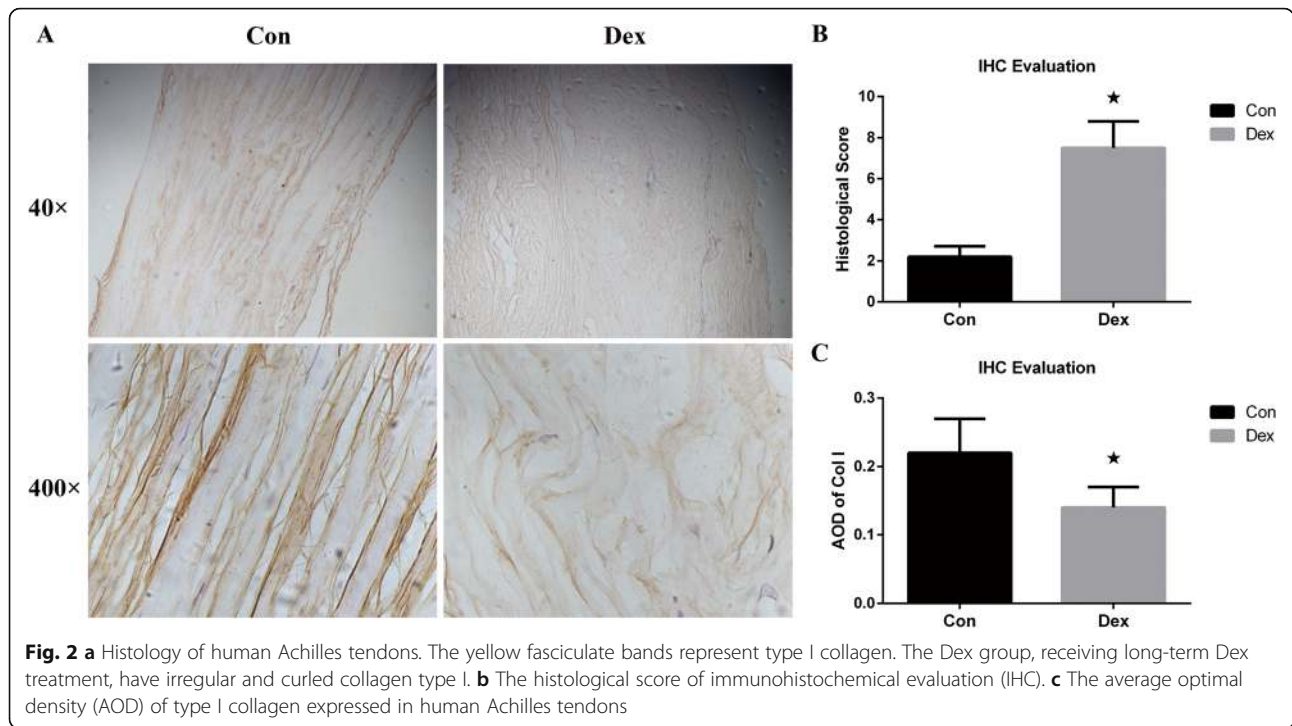 A
Con
Dex
40×
400×
B
IHC Evaluation
Histological Score
10
8
6
4
2
0
★
Con
Dex
Con
Dex
C
IHC Evaluation
AOD of Col I
0.3
0.2
0.1
0.0
★
Con
Dex
Con
Dex
Fig. 2 a Histology of human Achilles tendons. The yellow fasciculate bands represent type I collagen. The Dex group, receiving long-term Dex
treatment, have irregular and curled collagen type I. b The histological score of immunohistochemical evaluation (IHC). c The average optimal
density (AOD) of type I collagen expressed in human Achilles tendons